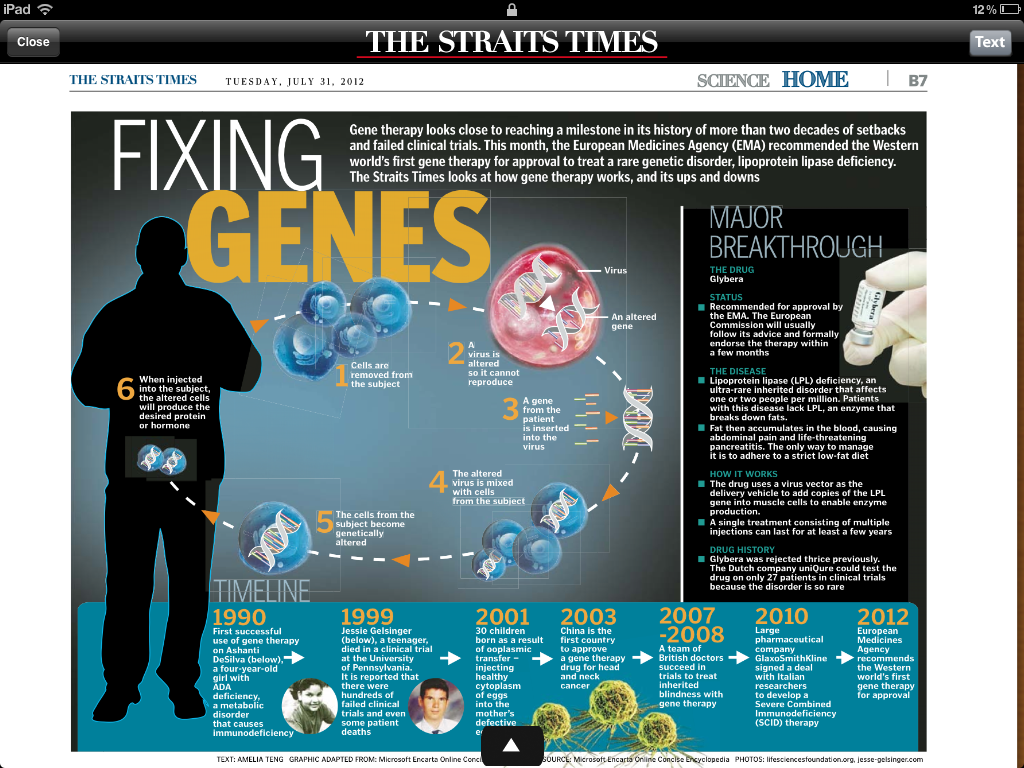 iPad
12%
Close
THE STRAITS TIMES
Text
THE STRAITS TIMES TUESDAY, JULY 31, 2012
SCIENCE HOME B7
FIXING
GENES
Gene therapy looks close to reaching a milestone in its history of more than two decades of setbacks
and failed clinical trials. This month, the European Medicines Agency (EMA) recommended the Western
world's first gene therapy for approval to treat a rare genetic disorder, lipoprotein lipase deficiency.
The Straits Times looks at how gene therapy works, and its ups and downs
1 Cells are
removed from
the subject
Virus
An altered
gene
2 A
virus is
altered
so it cannot
reproduce
3 A gene
from the
patient
is inserted
into the
virus
4 The altered
virus is mixed
with cells
from the subject
5 The cells from the
subject become
genetically
altered
6 When injected
into the subject,
the altered cells
will produce the
desired protein
or hormone
MAJOR
BREAKTHROUGH
THE DRUG
Glybera
STATUS
Recommended for approval by
the EMA. The European
Commission will usually
follow its advice and formally
endorse the therapy within
a few months
Glybera
THE DISEASE
Lipoprotein lipase (LPL) deficiency, an
ultra-rare inherited disorder that affects
one or two people per million. Patients
with this disease lack LPL, an enzyme that
breaks down fats.
Fat then accumulates in the blood, causing
abdominal pain and life-threatening
pancreatitis. The only way to manage
it is to adhere to a strict low-fat diet
HOW IT WORKS
The drug uses a virus vector as the
delivery vehicle to add copies of the LPL
gene into muscle cells to enable enzyme
production.
A single treatment consisting of multiple
injections can last for at least a few years
DRUG HISTORY
Glybera was rejected thrice previously.
The Dutch company uniQure could test the
drug on only 27 patients in clinical trials
because the disorder is so rare
TIMELINE
1990
First successful
use of gene therapy
on Ashanti
DeSilva (below),
a four-year-old
girl with
ADA
deficiency,
a metabolic
disorder
that causes
immunodeficiency
1999
Jessie Gelsinger
(below), a teenager,
died in a clinical trial
at the University
of Pennsylvania.
It is reported that
there were
hundreds of
failed clinical
trials and even
some patient
deaths
2001
30 children
born as a result
of ooplasmic
transfer –
injecting
healthy
cytoplasm
of eggs
into the
mother's
defective
2003
China is the
first country
to approve
a gene therapy
drug for head
and neck
cancer
2007
-2008
A team of
British doctors
succeed in
trials to treat
inherited
blindness with
gene therapy
2010
Large
pharmaceutical
company
GlaxoSmithKline
signed a deal
with Italian
researchers
to develop a
Severe Combined
Immunodeficiency
(SCID) therapy
2012
European
Medicines
Agency
recommends
the Western
world's first
gene therapy
for approval
TEXT: AMELIA TENG GRAPHIC ADAPTED FROM: Microsoft Encarta Online SOURCE: Microsoft Encarta Online Concise Encyclopedia PHOTOS: lifesciencesfoundation.org, jesse-gelsinger.com